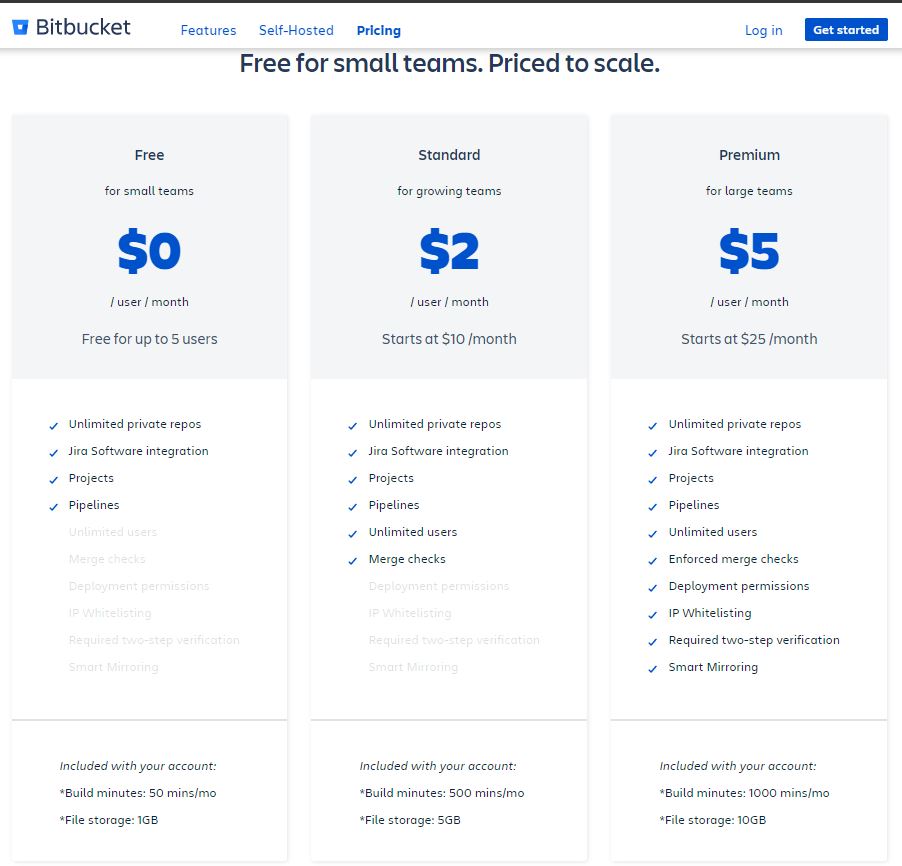 Bitbucket
Features Self-Hosted Pricing
Log in Get started
Free for small teams. Priced to scale.
Free
for small teams
$0
/ user / month
Free for up to 5 users
Unlimited private repos
Jira Software integration
Projects
Pipelines
Unlimited users
Merge checks
Deployment permissions
IP Whitelisting
Required two-step verification
Smart Mirroring
Included with your account:
*Build minutes: 50 mins/mo
*File storage: 1GB
Standard
for growing teams
$2
/ user / month
Starts at $10 /month
Unlimited private repos
Jira Software integration
Projects
Pipelines
Unlimited users
Merge checks
Deployment permissions
IP Whitelisting
Required two-step verification
Smart Mirroring
Included with your account:
*Build minutes: 500 mins/mo
*File storage: 5GB
Premium
for large teams
$5
/ user / month
Starts at $25 /month
Unlimited private repos
Jira Software integration
Projects
Pipelines
Unlimited users
Enforced merge checks
Deployment permissions
IP Whitelisting
Required two-step verification
Smart Mirroring
Included with your account:
*Build minutes: 1000 mins/mo
*File storage: 10GB